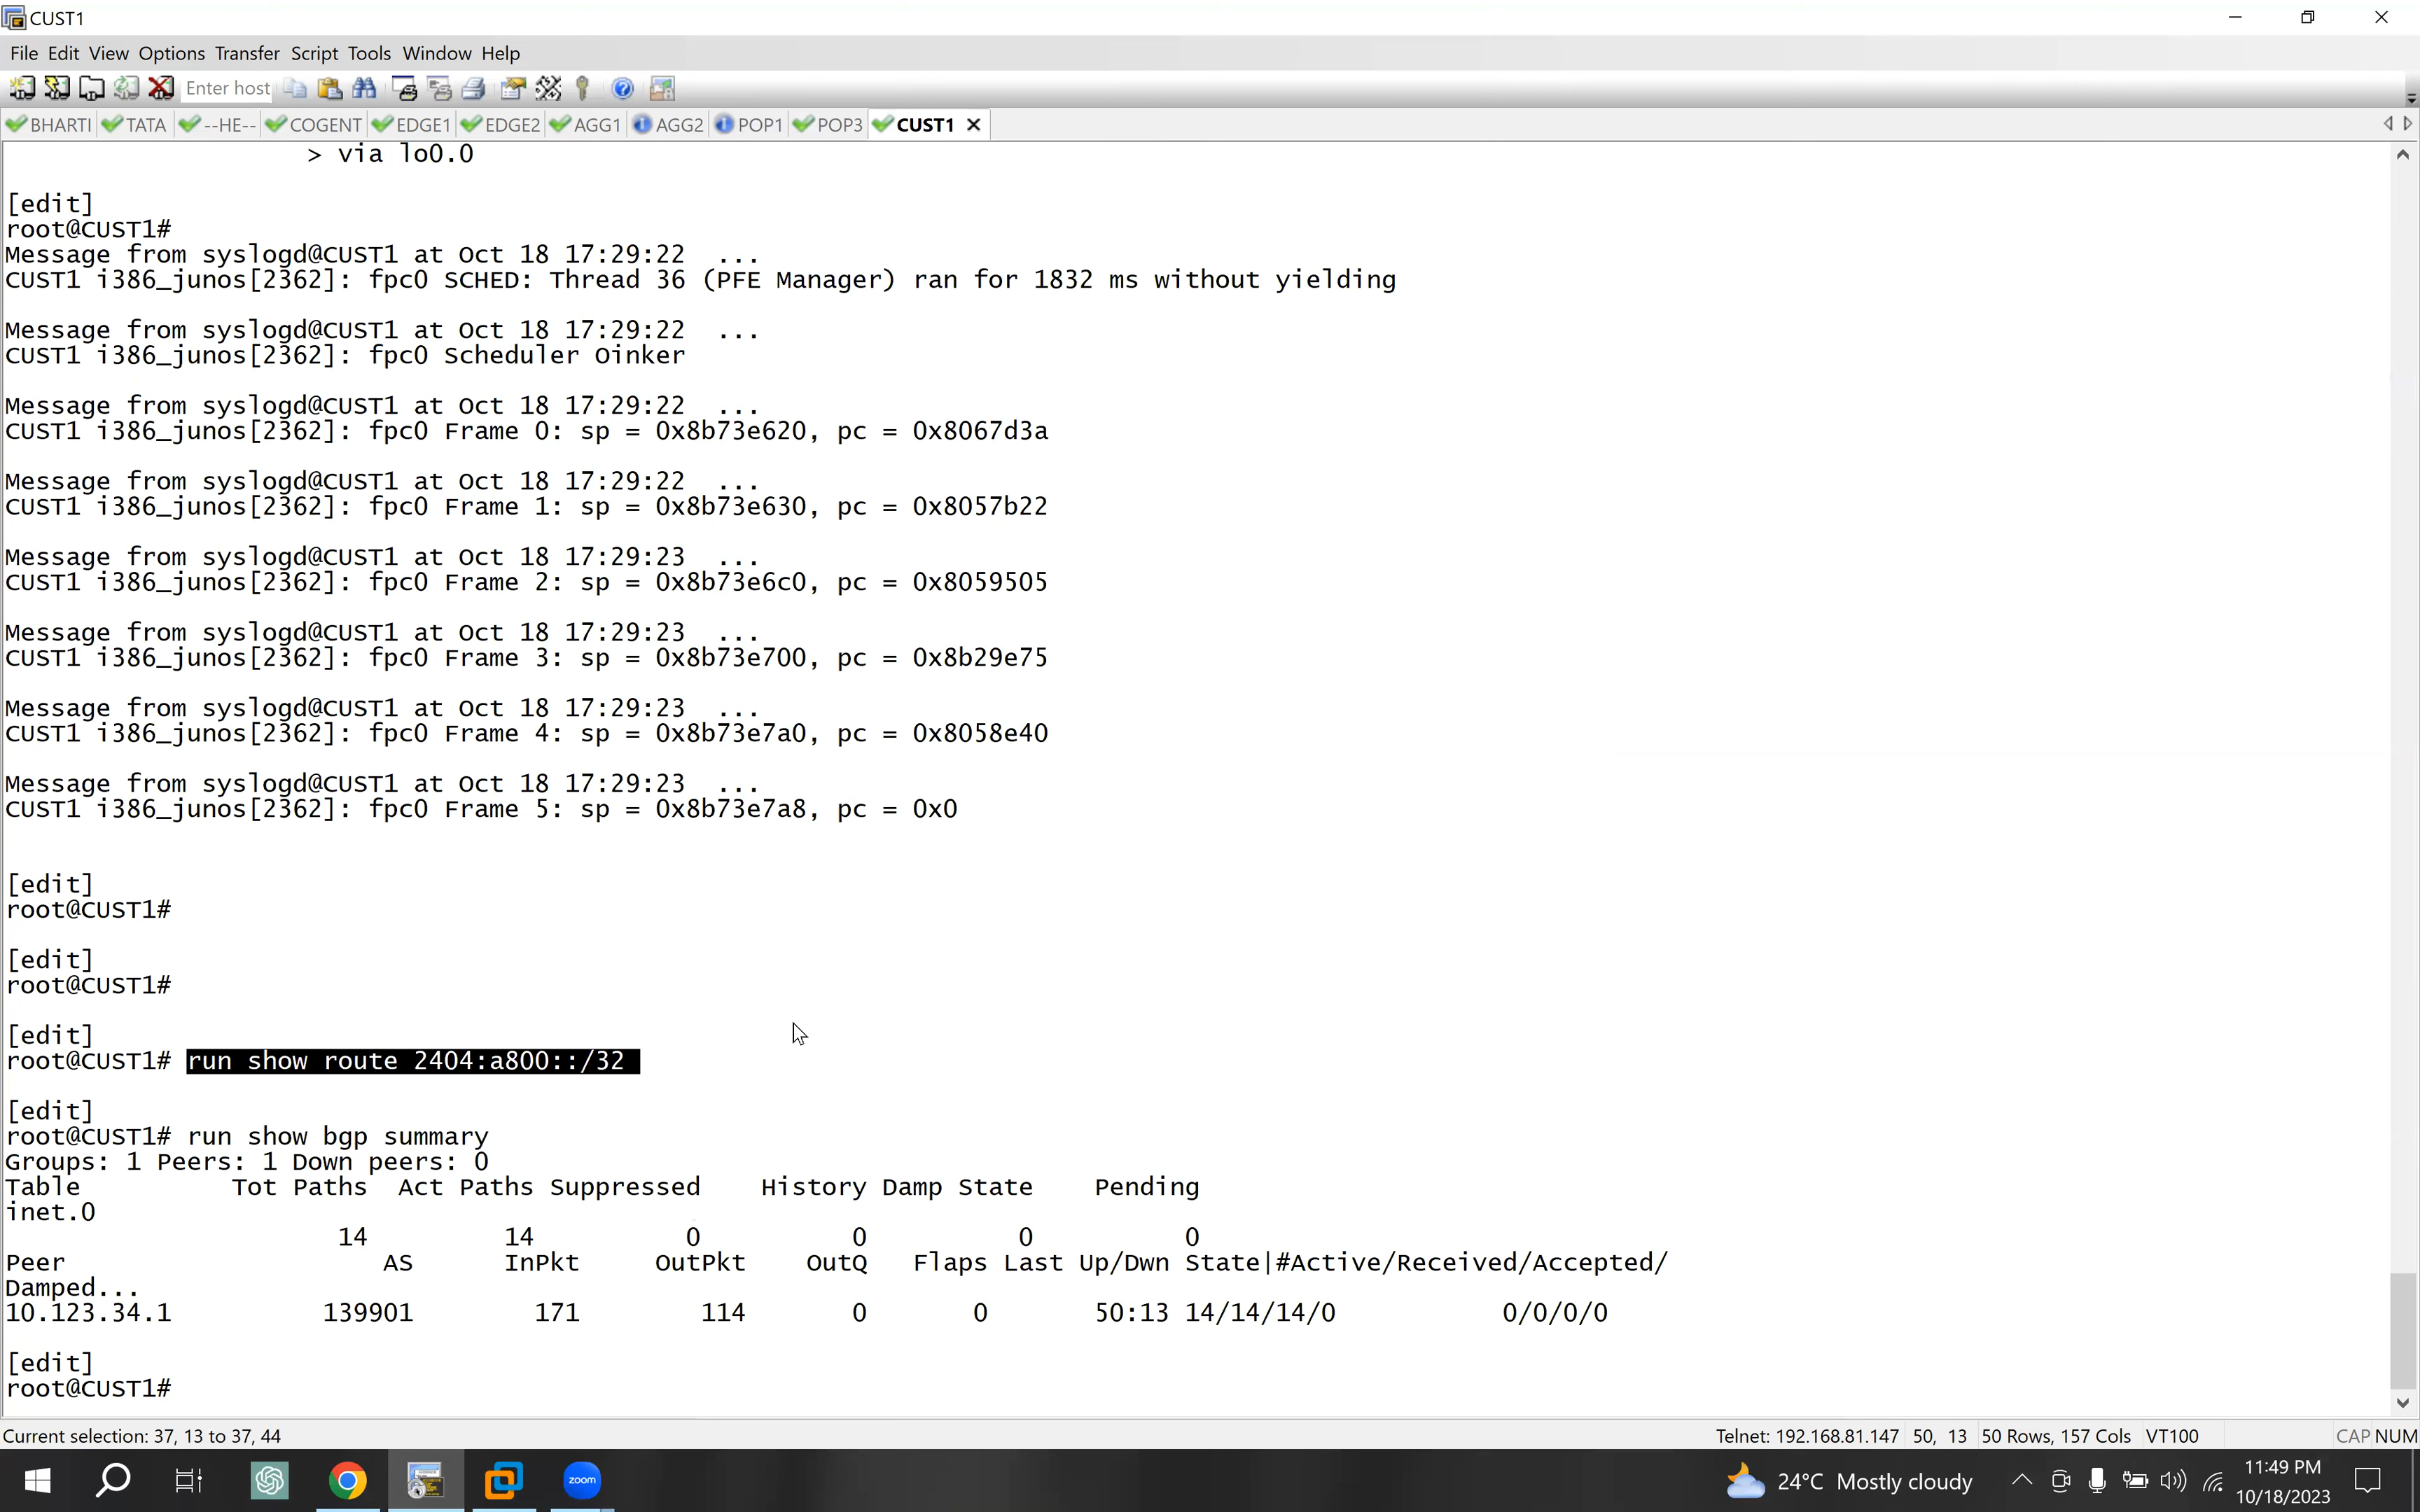 CUST1
File Edit View Options Transfer Script Tools Window Help
Enter host
BHARTI TATA --HE-- COGENT EDGE1 EDGE2 AGG1 AGG2 POP1 POP3 CUST1
> via lo0.0
[edit]
root@CUST1#
Message from syslogd@CUST1 at Oct 18 17:29:22 ...
CUST1 i386_junos[2362]: fpc0 SCHED: Thread 36 (PFE Manager) ran for 1832 ms without yielding
Message from syslogd@CUST1 at Oct 18 17:29:22 ...
CUST1 i386_junos[2362]: fpc0 Scheduler Oinker
Message from syslogd@CUST1 at Oct 18 17:29:22 ...
CUST1 i386_junos[2362]: fpc0 Frame 0: sp = 0x8b73e620, pc = 0x8067d3a
Message from syslogd@CUST1 at Oct 18 17:29:22 ...
CUST1 i386_junos[2362]: fpc0 Frame 1: sp = 0x8b73e630, pc = 0x8057b22
Message from syslogd@CUST1 at Oct 18 17:29:23 ...
CUST1 i386_junos[2362]: fpc0 Frame 2: sp = 0x8b73e6c0, pc = 0x8059505
Message from syslogd@CUST1 at Oct 18 17:29:23 ...
CUST1 i386_junos[2362]: fpc0 Frame 3: sp = 0x8b73e700, pc = 0x8b29e75
Message from syslogd@CUST1 at Oct 18 17:29:23 ...
CUST1 i386_junos[2362]: fpc0 Frame 4: sp = 0x8b73e7a0, pc = 0x8058e40
Message from syslogd@CUST1 at Oct 18 17:29:23 ...
CUST1 i386_junos[2362]: fpc0 Frame 5: sp = 0x8b73e7a8, pc = 0x0
[edit]
root@CUST1#
[edit]
root@CUST1#
[edit]
root@CUST1# run show route 2404:a800::/32
[edit]
root@CUST1# run show bgp summary
Groups: 1 Peers: 1 Down peers: 0
Table Tot Paths Act Paths Suppressed History Damp State Pending
inet.0
14 14 0 0 0 0
Peer AS InPkt OutPkt OutQ Flaps Last Up/Dwn State|#Active/Received/Accepted/
Damped...
10.123.34.1 139901 171 114 0 0 50:13 14/14/14/0 0/0/0/0
[edit]
root@CUST1#
Current selection: 37, 13 to 37, 44 Telnet: 192.168.81.147 50, 13 50 Rows, 157 Cols VT100 CAP NUM
zoom 24°C Mostly cloudy 11:49 PM
10/18/2023